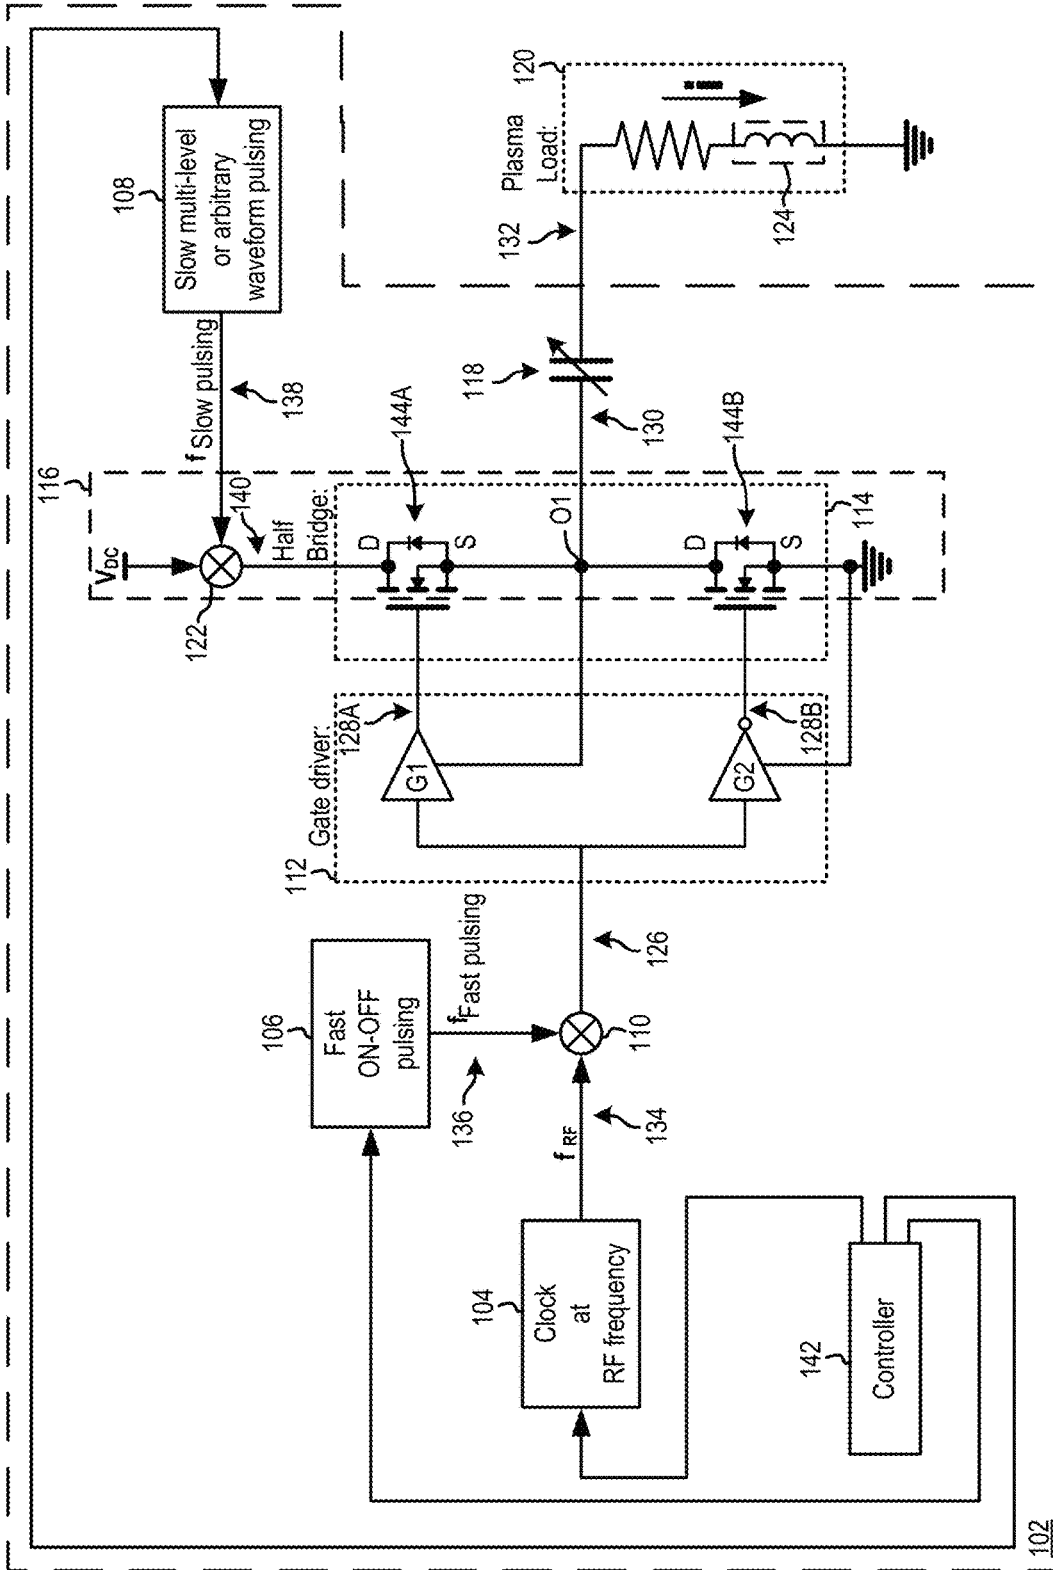 102
Controller
142
Clock
at
RF frequency
104
f RF
134
Fast
ON-OFF
pulsing
106
136
f Fast pulsing
110
126
Gate driver:
112
G1
G2
128A
128B
Half
Bridge:
114
116
V DC
122
140
D
S
D
S
O1
144A
144B
138
f Slow pulsing
Slow multi-level
or arbitrary
waveform pulsing
108
118
130
132
Plasma
Load:
120
124